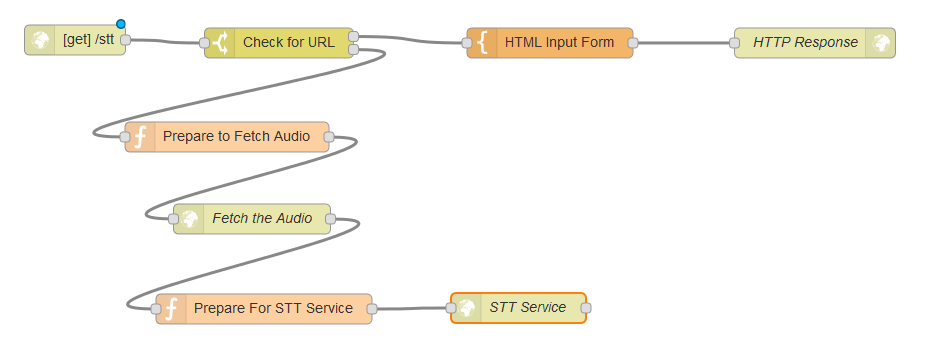 [get] /stt
Check for URL
HTML Input Form
HTTP Response
Prepare to Fetch Audio
Fetch the Audio
Prepare For STT Service
STT Service